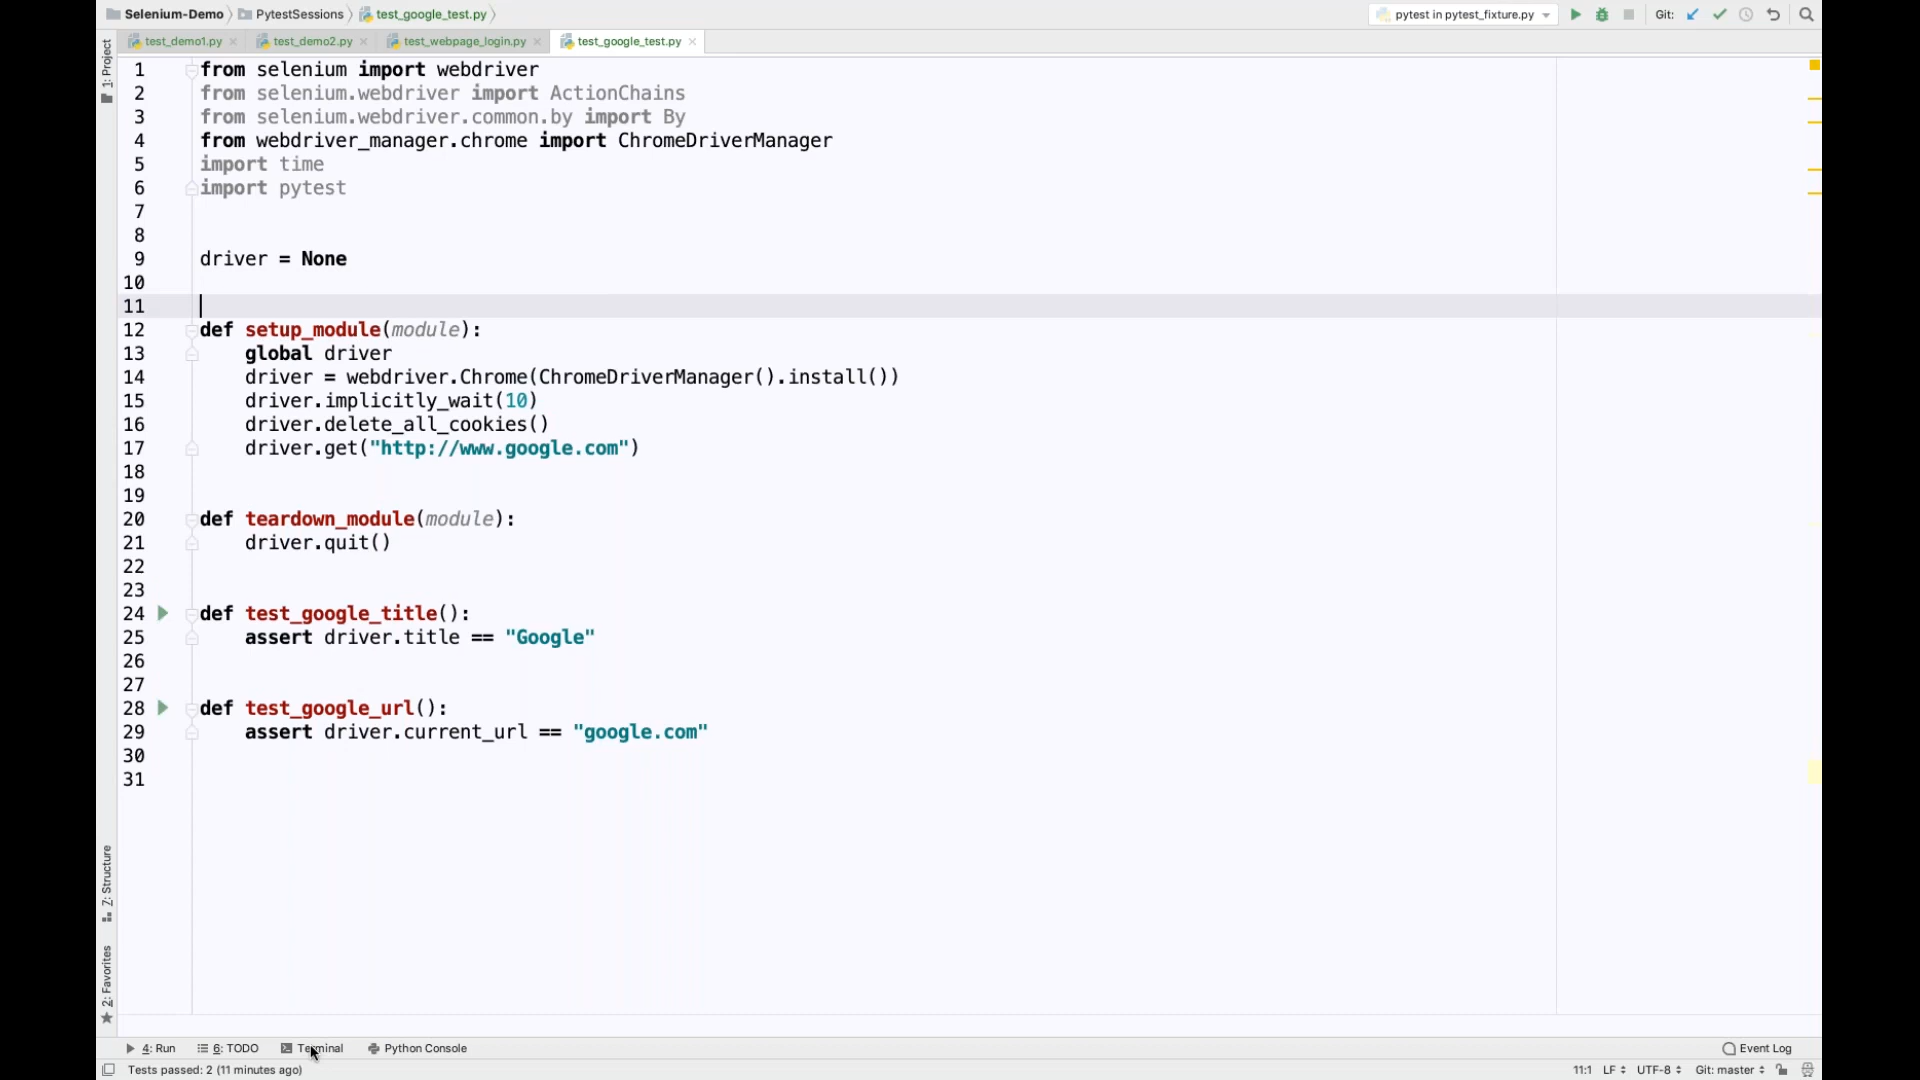 Selenium-Demo PytestSessions test_google_test.py pytest in pytest_fixture.py Git:
1: Project
test_demo1.py test_demo2.py test_webpage_login.py test_google_test.py
1 from selenium import webdriver
2 from selenium.webdriver import ActionChains
3 from selenium.webdriver.common.by import By
4 from webdriver_manager.chrome import ChromeDriverManager
5 import time
6 import pytest
7
8
9 driver = None
10
11
12 def setup_module(module):
13     global driver
14     driver = webdriver.Chrome(ChromeDriverManager().install())
15     driver.implicitly_wait(10)
16     driver.delete_all_cookies()
17     driver.get("http://www.google.com")
18
19
20 def teardown_module(module):
21     driver.quit()
22
23
24 def test_google_title():
25     assert driver.title == "Google"
26
27
28 def test_google_url():
29     assert driver.current_url == "google.com"
30
31
Z: Structure
2: Favorites
4: Run 6: TODO Terminal Python Console Event Log
Tests passed: 2 (11 minutes ago) 11:1 LF UTF-8 Git: master